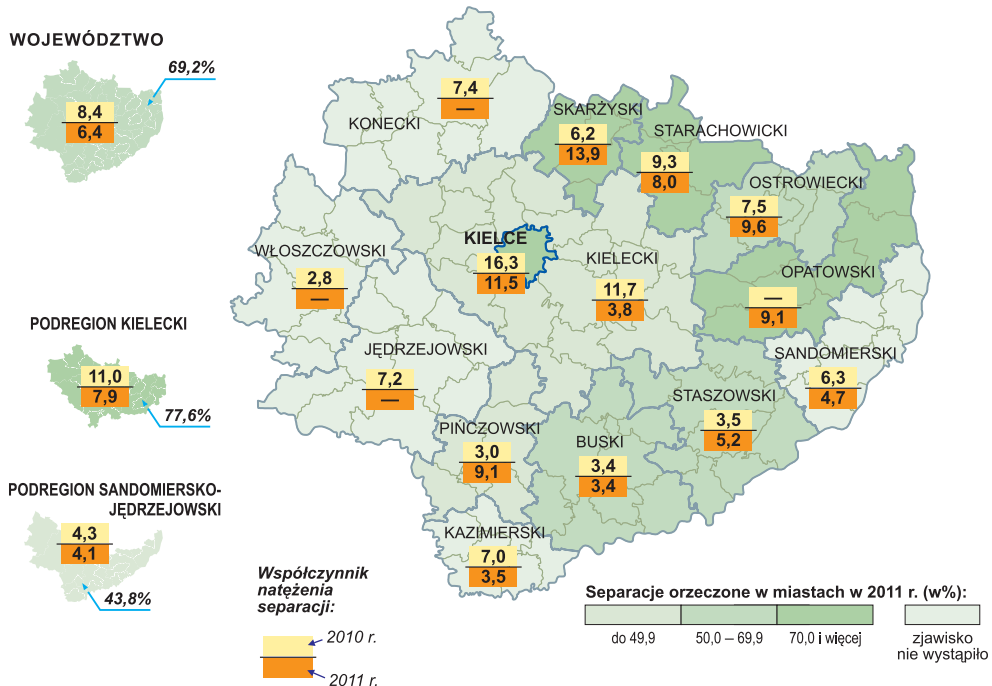 WOJEWÓDZTWO
69,2%
8,4
6,4
PODREGION KIELECKI
11,0
7,9
77,6%
PODREGION SANDOMIERSKO-
JĘDRZEJOWSKI
4,3
4,1
43,8%
KONECKI
7,4
—
SKARŻYSKI
6,2
13,9
STARACHOWICKI
9,3
8,0
OSTROWIECKI
7,5
9,6
WŁOSZCZOWSKI
2,8
—
KIELCE
16,3
11,5
KIELECKI
11,7
3,8
OPATOWSKI
—
9,1
JĘDRZEJOWSKI
7,2
—
SANDOMIERSKI
6,3
4,7
STASZOWSKI
3,5
5,2
PIŃCZOWSKI
3,0
9,1
BUSKI
3,4
3,4
KAZIMIERSKI
7,0
3,5
Współczynnik
natężenia
separacji:
2010 r.
2011 r.
Separacje orzeczone w miastach w 2011 r. (w%):
do 49,9
50,0 – 69,9
70,0 i więcej
zjawisko
nie wystąpiło